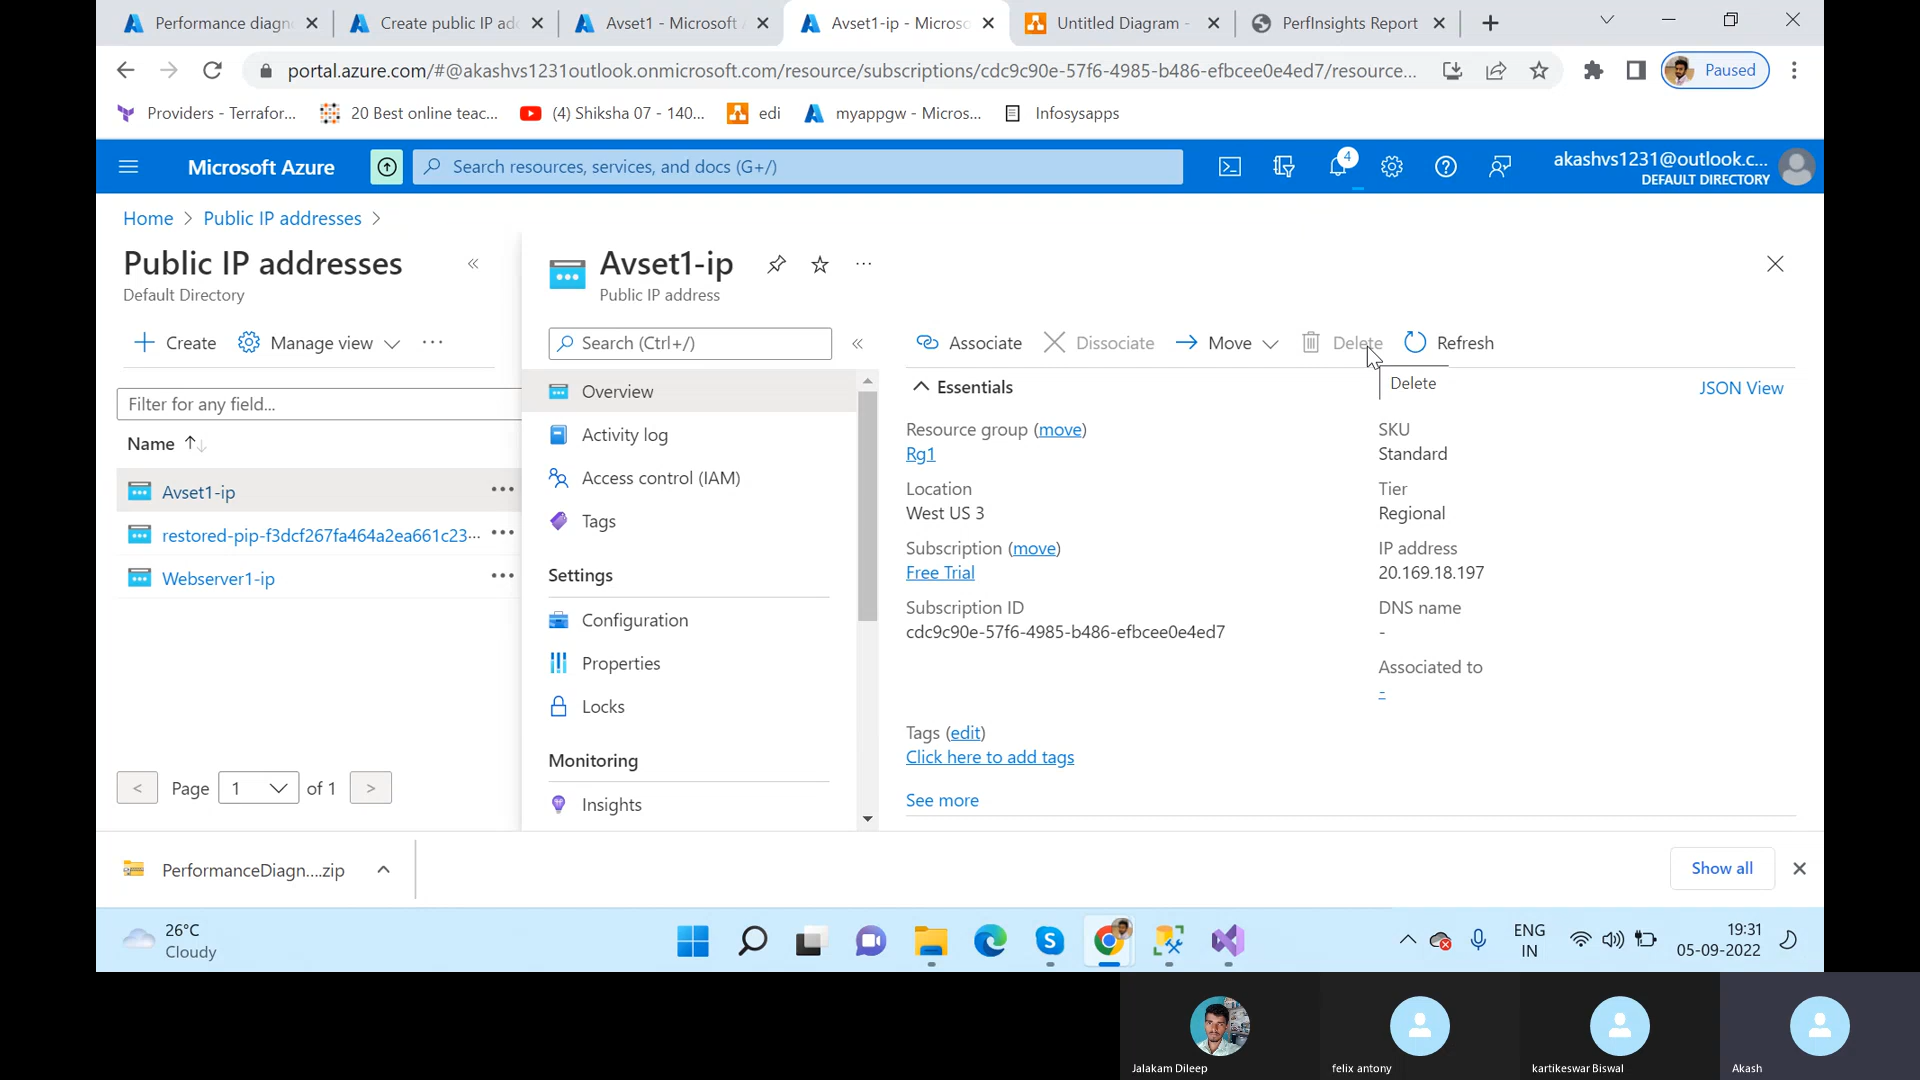 Performance diagn
Create public IP ad
Avset1 - Microsoft
Avset1-ip - Micros
Untitled Diagram -
PerfInsights Report
portal.azure.com/#@akashvs1231outlook.onmicrosoft.com/resource/subscriptions/cdc9c90e-57f6-4985-b486-efbcee0e4ed7/resource...
Paused
Providers - Terrafor...
20 Best online teac...
(4) Shiksha 07 - 140...
edi
myappgw - Micros...
Infosysapps
Microsoft Azure
Search resources, services, and docs (G+/)
4
akashvs1231@outlook.c...
DEFAULT DIRECTORY
Home > Public IP addresses >
Public IP addresses
Default Directory
Create
Manage view
...
Filter for any field...
Name
Avset1-ip
restored-pip-f3dcf267fa464a2ea661c23...
Webserver1-ip
< Page 1 of 1 >
Avset1-ip
Public IP address
Search (Ctrl+/)
Overview
Activity log
Access control (IAM)
Tags
Settings
Configuration
Properties
Locks
Monitoring
Insights
Associate
Dissociate
Move
Delete
Refresh
Delete
Essentials
JSON View
Resource group (move)
Rg1
Location
West US 3
Subscription (move)
Free Trial
Subscription ID
cdc9c90e-57f6-4985-b486-efbcee0e4ed7
SKU
Standard
Tier
Regional
IP address
20.169.18.197
DNS name
-
Associated to
-
Tags (edit)
Click here to add tags
See more
PerformanceDiagn....zip
Show all
26°C
Cloudy
ENG
IN
19:31
05-09-2022
Jalakam Dileep
felix antony
kartikeswar Biswal
Akash